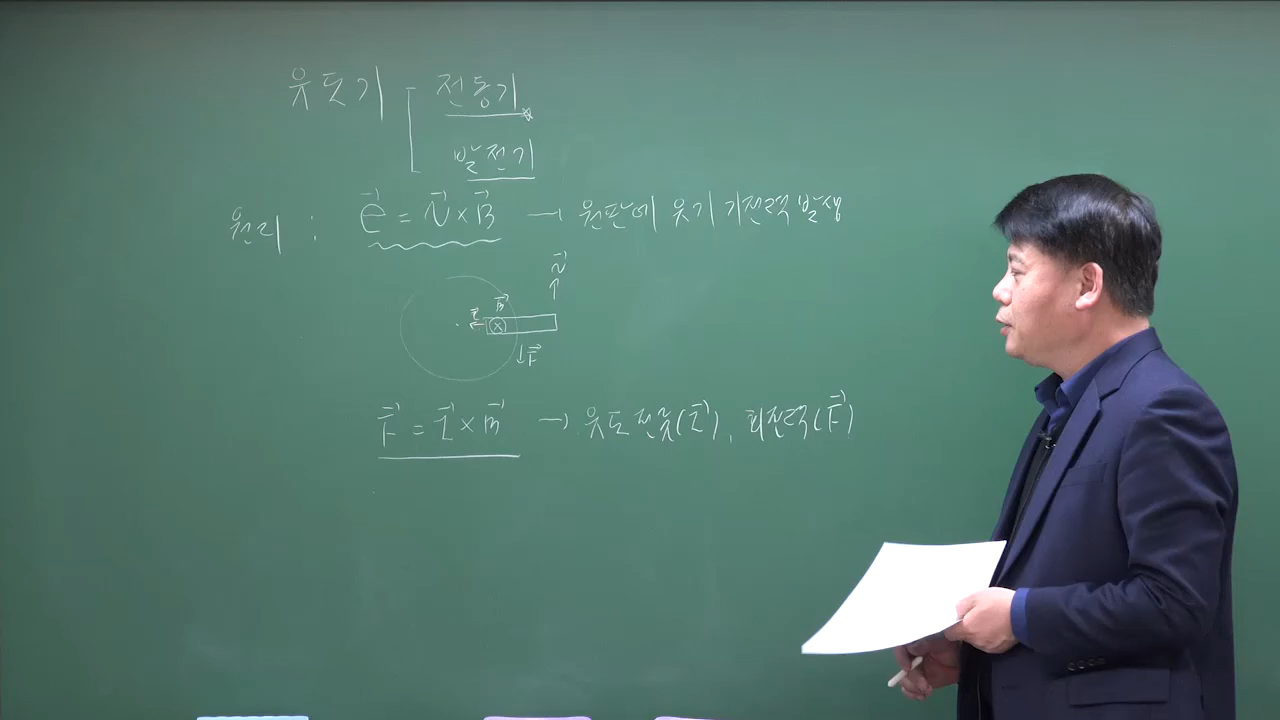 유도기 전동기
발전기
원리 : e⃗ = v⃗ × B⃗ → 원판에 유기 기전력 발생
v⃗
B⃗
i⃗
F⃗
F⃗ = i⃗ × B⃗ → 유도전류(i⃗), 회전력(F⃗)